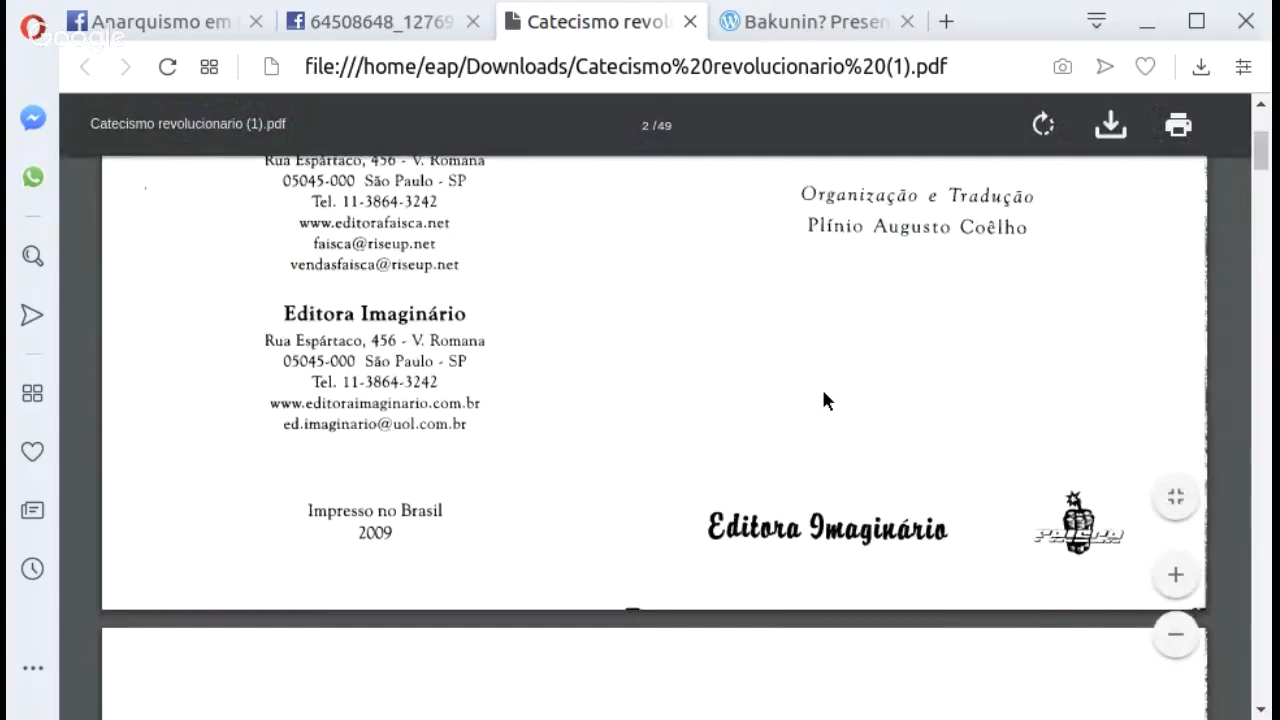 Anarquismo em
64508648_12769
Catecismo revol
Bakunin? Presen
Google
file:///home/eap/Downloads/Catecismo%20revolucionario%20(1).pdf
Catecismo revolucionario (1).pdf
2 / 49
Rua Espártaco, 456 - V. Romana
05045-000 São Paulo - SP
Tel. 11-3864-3242
www.editorafaisca.net
faisca@riseup.net
vendasfaisca@riseup.net
Editora Imaginário
Rua Espártaco, 456 - V. Romana
05045-000 São Paulo - SP
Tel. 11-3864-3242
www.editoraimaginario.com.br
ed.imaginario@uol.com.br
Impresso no Brasil
2009
Organização e Tradução
Plínio Augusto Coêlho
Editora Imaginário